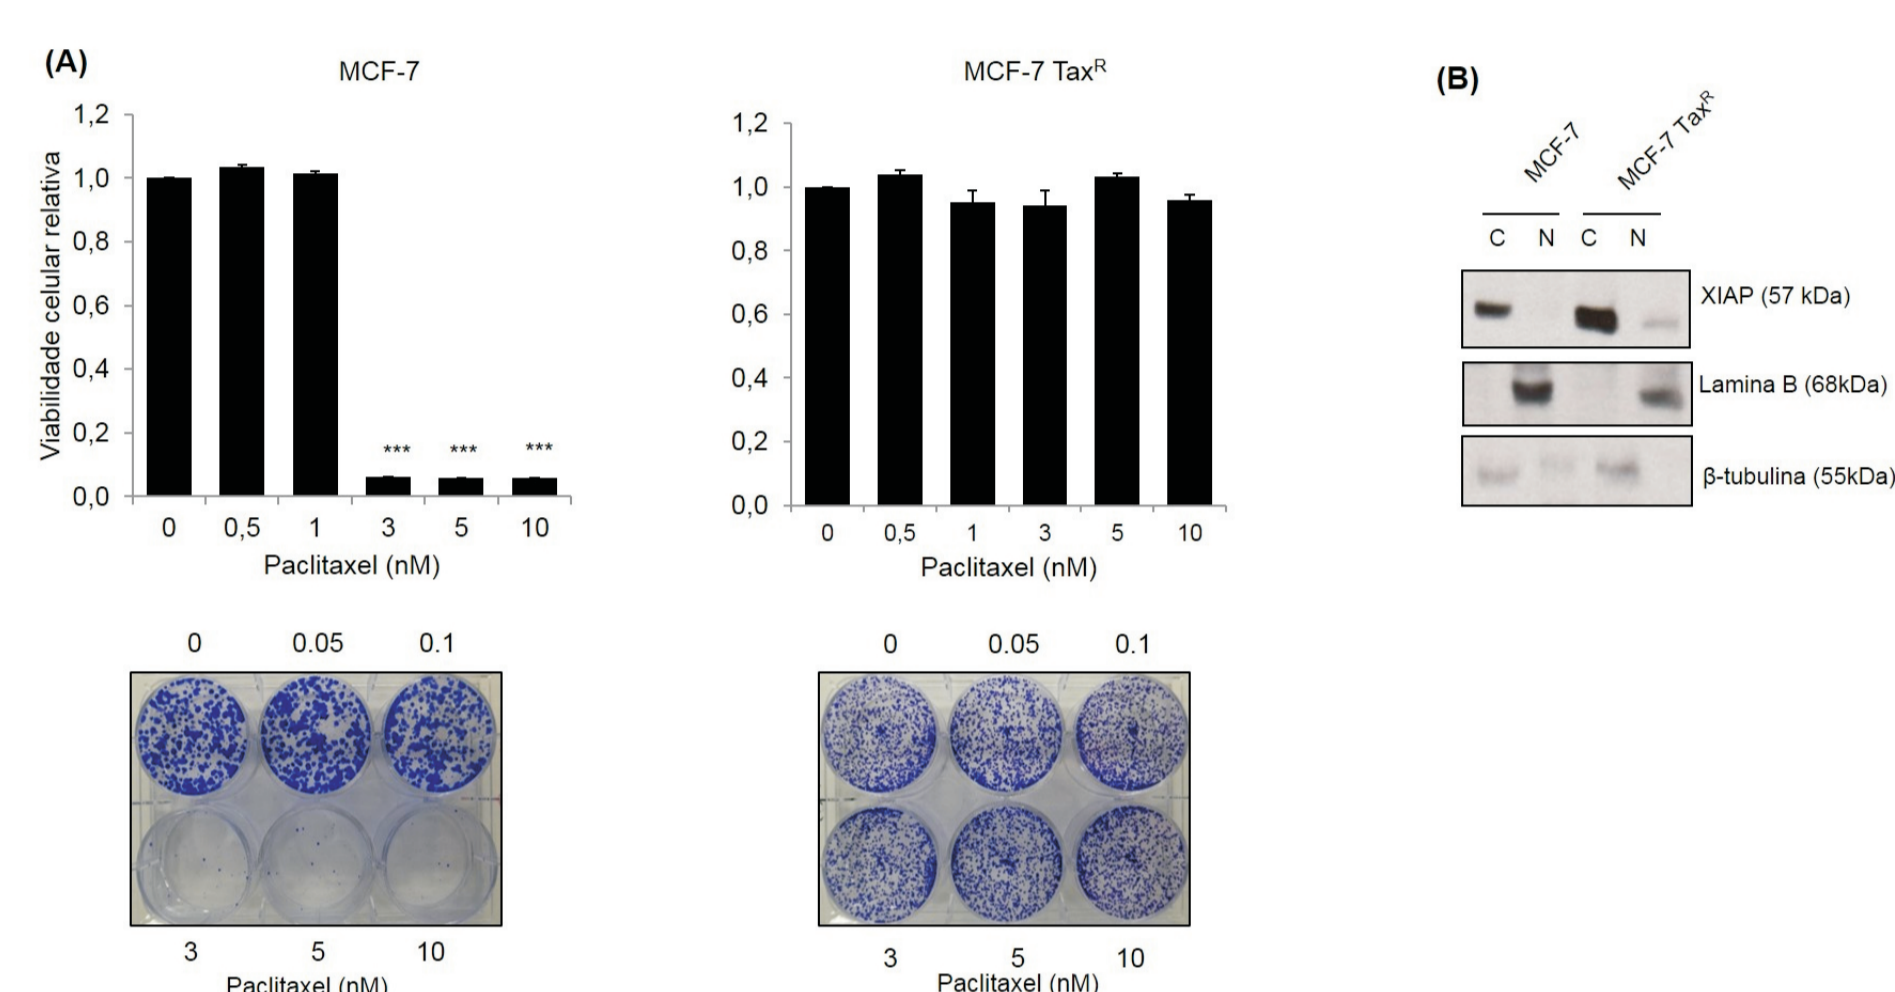 (A)
MCF-7
Viabilidade celular relativa
1,2
1,0
0,8
0,6
0,4
0,2
0,0
*** *** ***
0 0,5 1 3 5 10
Paclitaxel (nM)
MCF-7 Tax^R
1,2
1,0
0,8
0,6
0,4
0,2
0,0
0 0,5 1 3 5 10
Paclitaxel (nM)
0 0.05 0.1
3 5 10
Paclitaxel (nM)
0 0.05 0.1
3 5 10
Paclitaxel (nM)
(B)
MCF-7
MCF-7 Tax^R
C N C N
XIAP (57 kDa)
Lamina B (68kDa)
β-tubulina (55kDa)